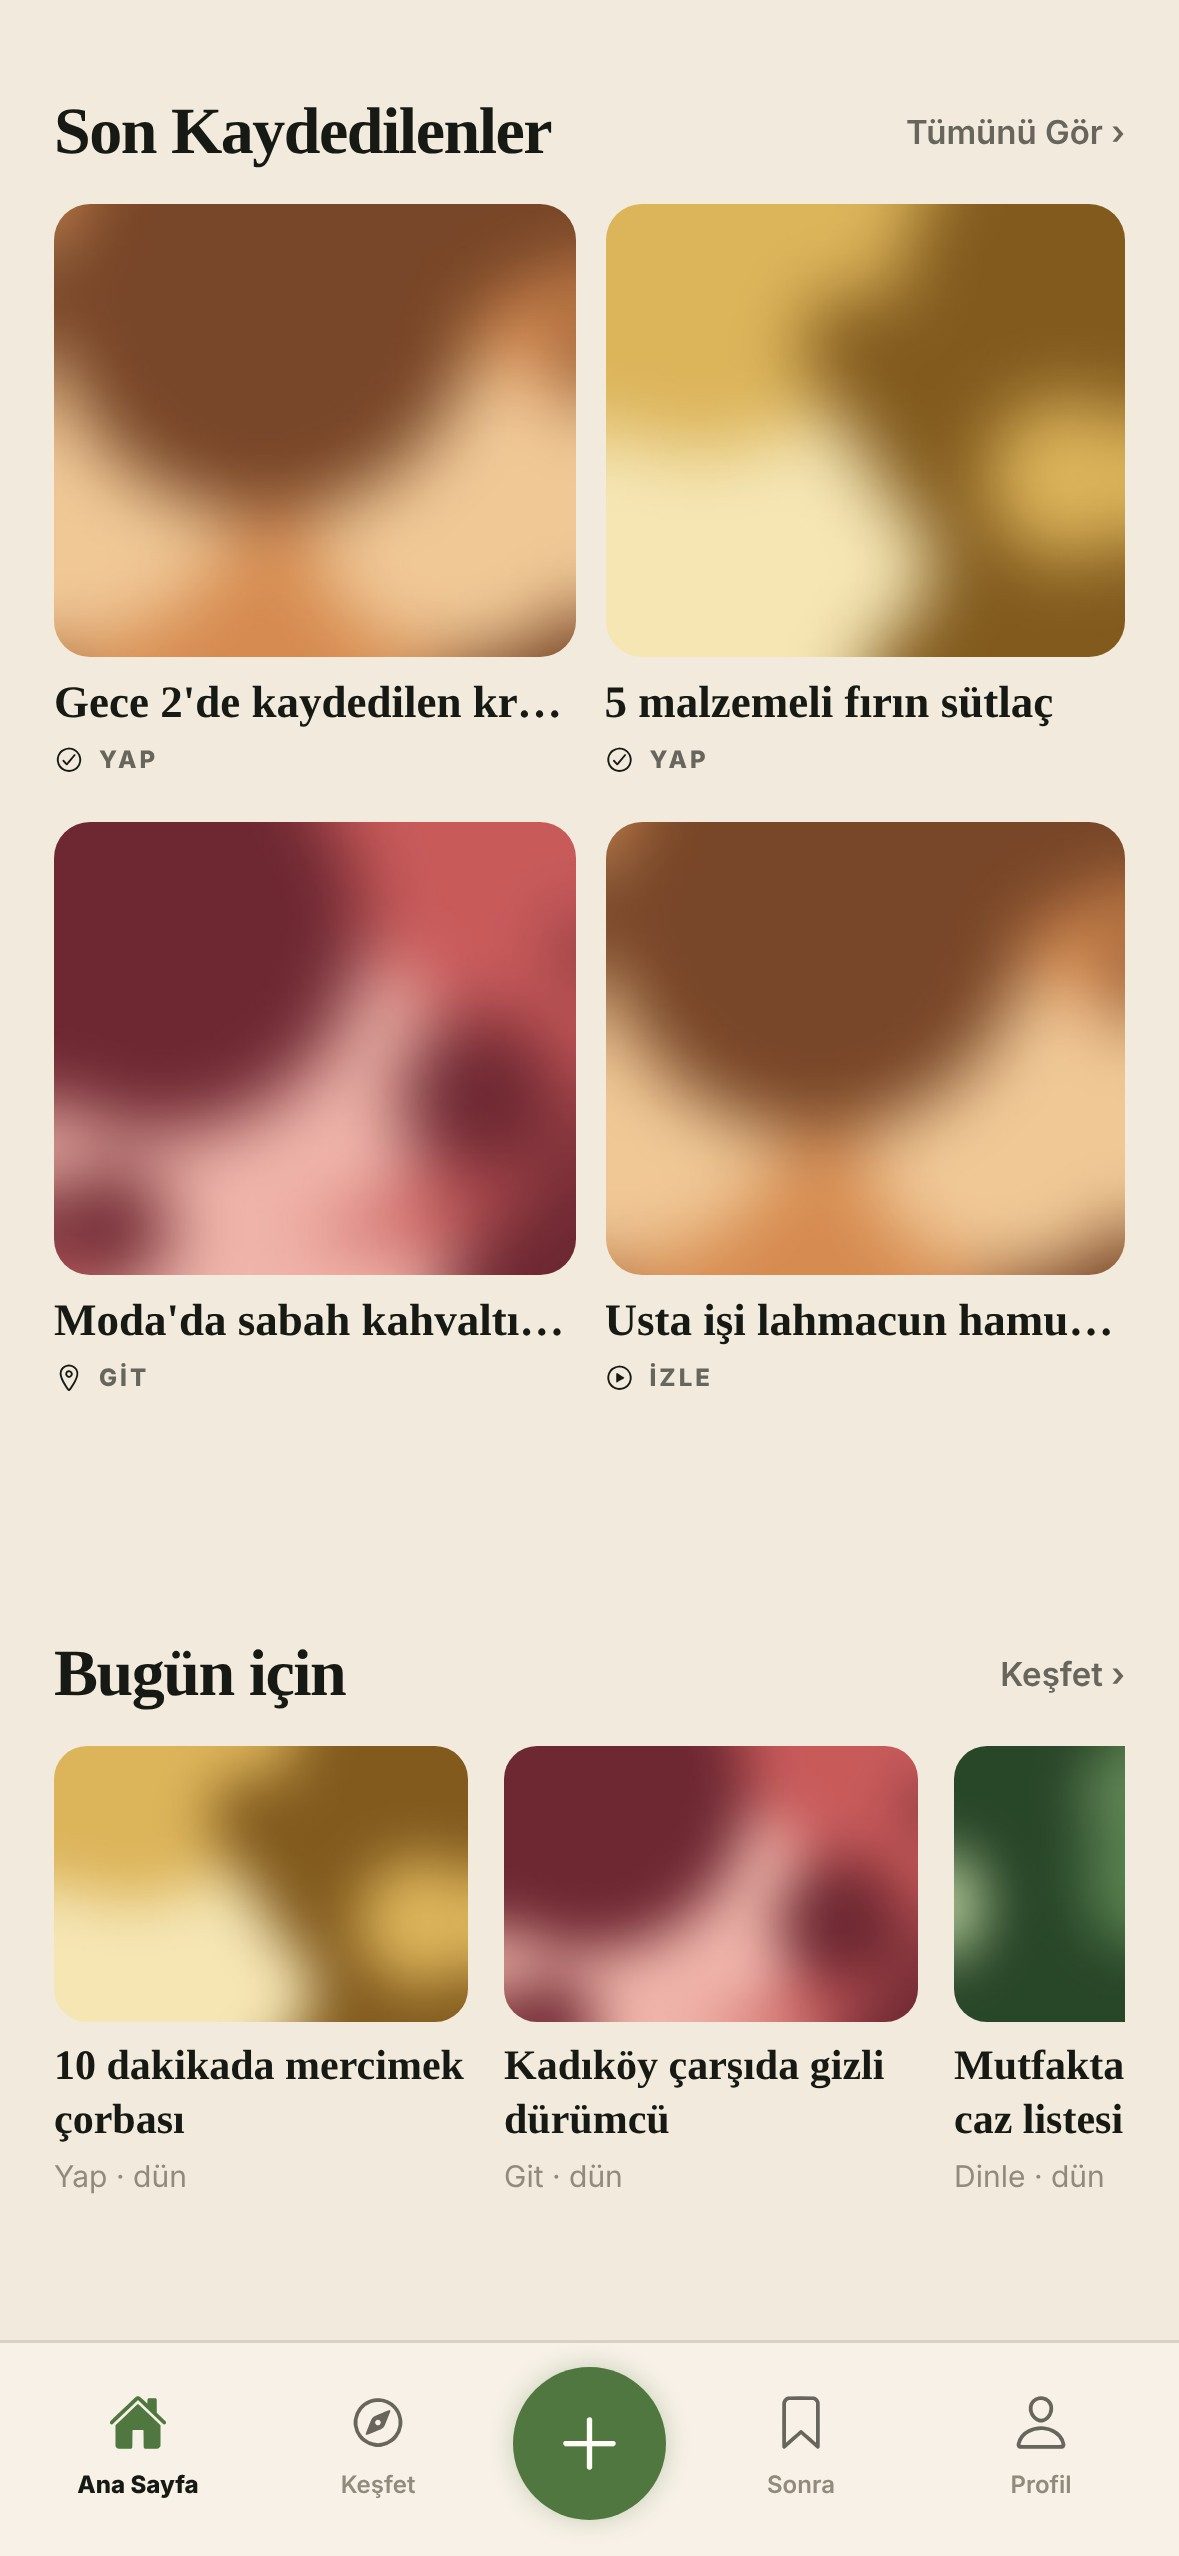 Son Kaydedilenler
Tümünü Gör ›
Gece 2'de kaydedilen kr...
YAP
5 malzemeli fırın sütlaç
YAP
Moda'da sabah kahvaltı...
GİT
Usta işi lahmacun hamu...
İZLE
Bugün için
Keşfet ›
10 dakikada mercimek
çorbası
Yap · dün
Kadıköy çarşıda gizli
dürümcü
Git · dün
Mutfakta
caz listesi
Dinle · dün
Ana Sayfa
Keşfet
Sonra
Profil